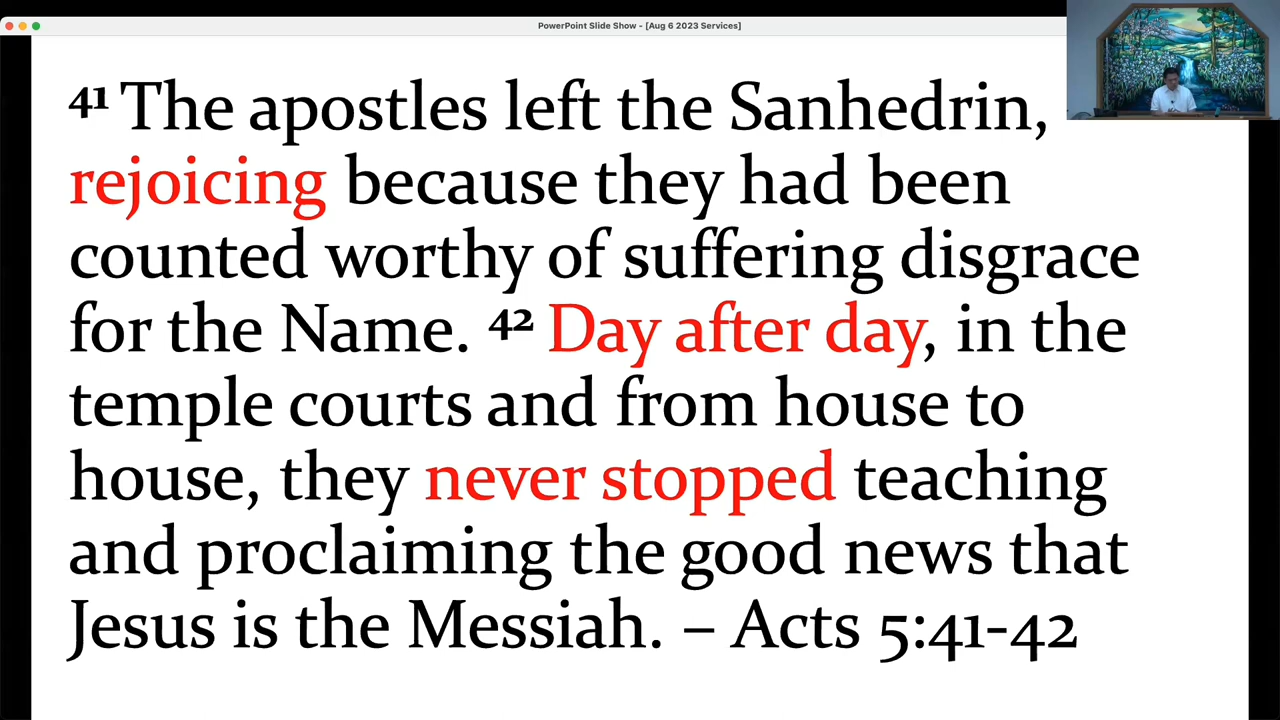 PowerPoint Slide Show - [Aug 6 2023 Services]
41 The apostles left the Sanhedrin,
rejoicing because they had been
counted worthy of suffering disgrace
for the Name. 42 Day after day, in the
temple courts and from house to
house, they never stopped teaching
and proclaiming the good news that
Jesus is the Messiah. – Acts 5:41-42